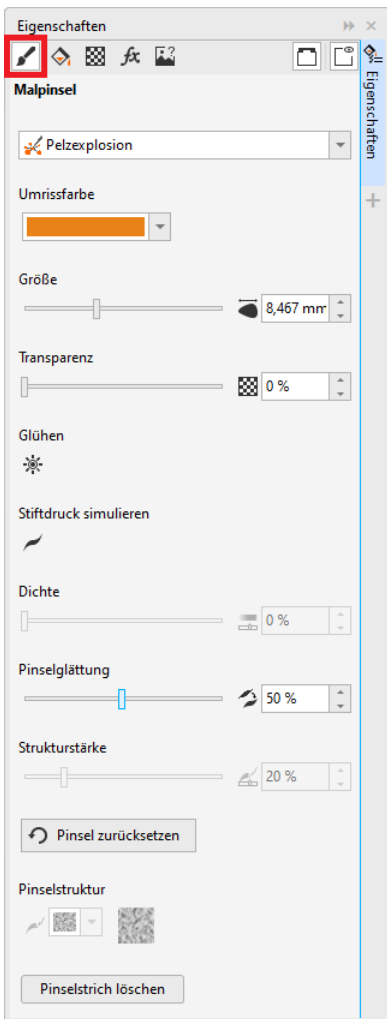 Eigenschaften
fx
Malpinsel
Eigenschaften
Pelzexplosion
Umrissfarbe
Größe
8,467 mm
Transparenz
0 %
Glühen
Stiftdruck simulieren
Dichte
0 %
Pinselglättung
50 %
Strukturstärke
20 %
Pinsel zurücksetzen
Pinselstruktur
Pinselstrich löschen